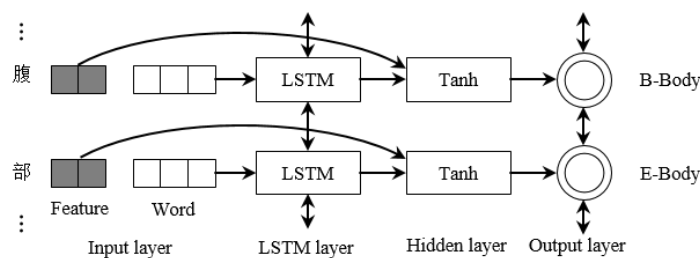 ⋮
腹
LSTM
Tanh
B-Body
部
LSTM
Tanh
E-Body
⋮
Feature
Word
Input layer
LSTM layer
Hidden layer
Output layer